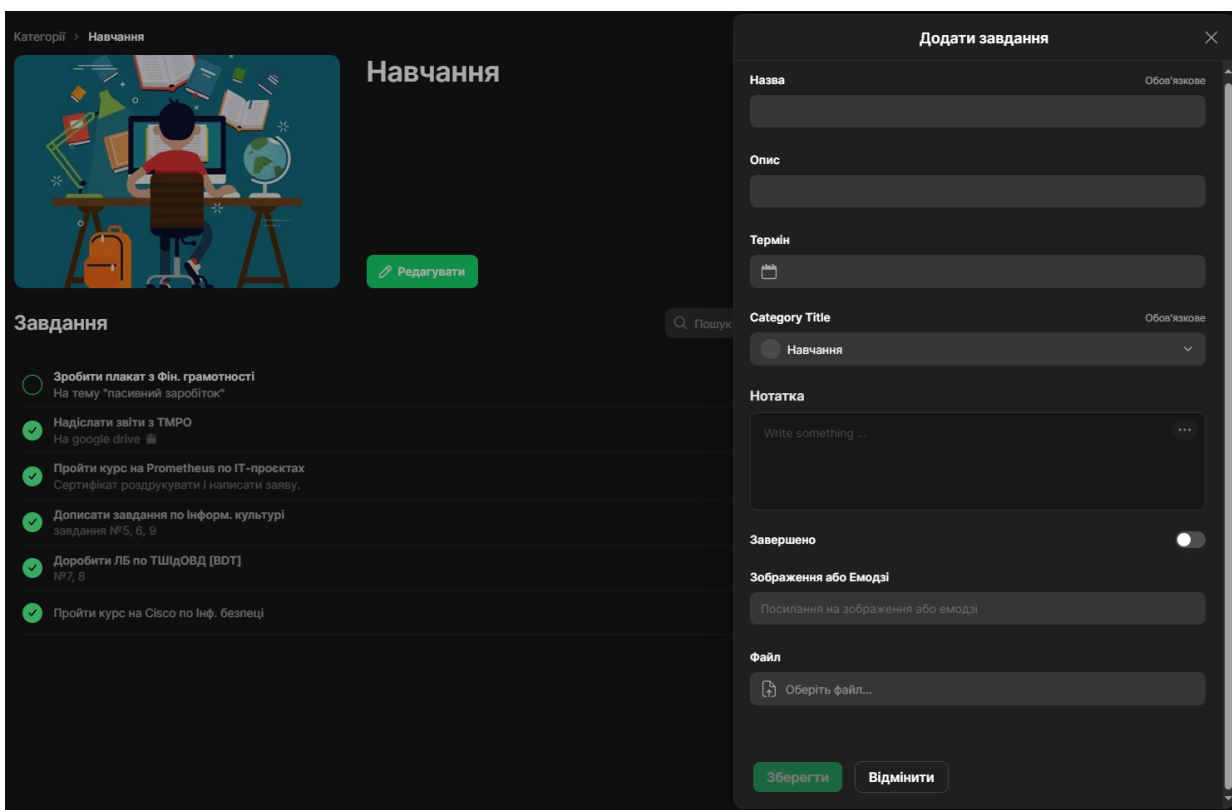 Категорії > Навчання
Навчання
Редагувати
Завдання
Пошук
Зробити плакат з Фін. грамотності
На тему "пасивний заробіток"
Надіслати звіти з ТМРО
На google drive
Пройти курс на Prometheus по IT-проєктах
Сертифікат роздрукувати і написати заяву.
Дописати завдання по Інформ. культурі
завдання №5, 6, 9
Доробити ЛБ по ТШІдОВД [BDT]
№7, 8
Пройти курс на Cisco по Інф. безпеці
Додати завдання
Назва Обов'язкове
Опис
Термін
Category Title Обов'язкове
Навчання
Нотатка
Write something ...
Завершено
Зображення або Емодзі
Посилання на зображення або емодзі
Файл
Оберіть файл...
Зберегти Відмінити